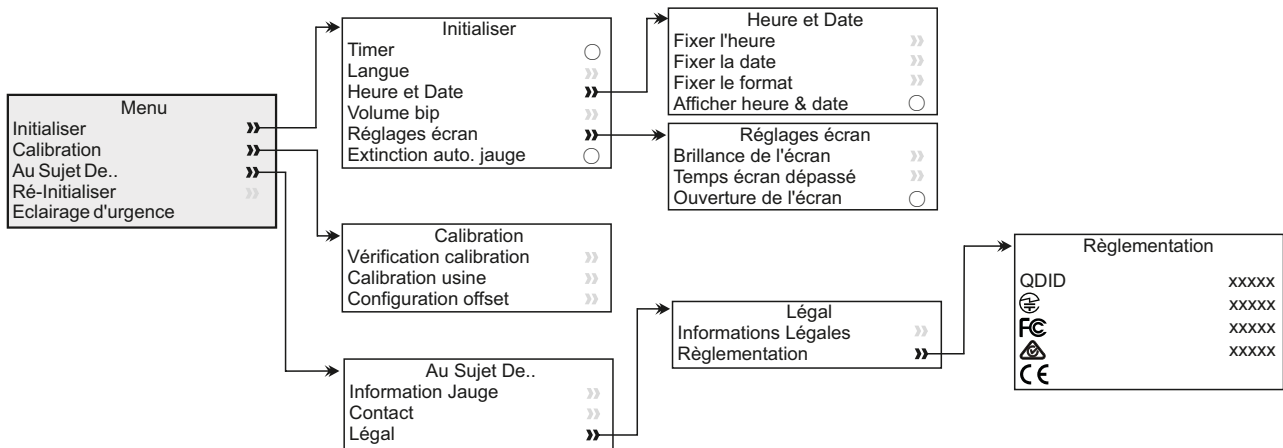 Menu
Initialiser
Calibration
Au Sujet De..
Ré-Initialiser
Eclairage d'urgence
Initialiser
Timer
Langue
Heure et Date
Volume bip
Réglages écran
Extinction auto. jauge
Heure et Date
Fixer l'heure
Fixer la date
Fixer le format
Afficher heure & date
Réglages écran
Brillance de l'écran
Temps écran dépassé
Ouverture de l'écran
Calibration
Vérification calibration
Calibration usine
Configuration offset
Au Sujet De..
Information Jauge
Contact
Légal
Légal
Informations Légales
Règlementation
Règlementation
QDID xxxxx
xxxxx
FC xxxxx
xxxxx
CE